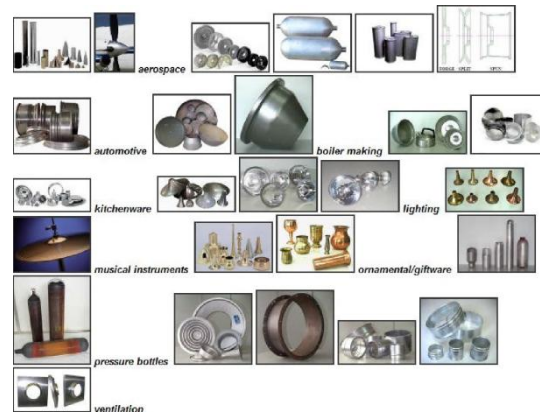 aerospace
automotive
boiler making
kitchenware
lighting
musical instruments
ornamental/giftware
pressure bottles
ventilation